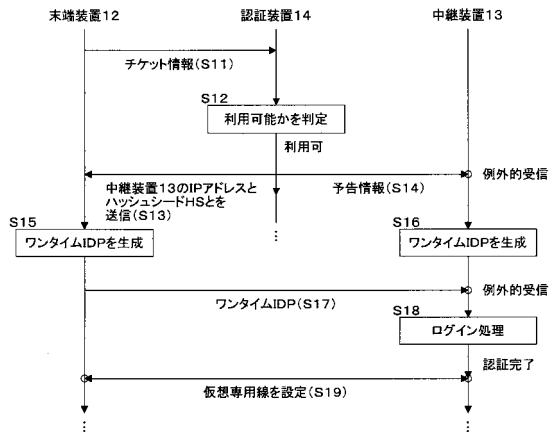 末端装置12
認証装置14
中継装置13
チケット情報(S11)
S12
利用可能かを判定
利用可
中継装置13のIPアドレスと
ハッシュシードHSとを
送信(S13)
予告情報(S14)
例外的受信
S15
ワンタイムIDPを生成
S16
ワンタイムIDPを生成
ワンタイムIDP(S17)
例外的受信
S18
ログイン処理
認証完了
仮想専用線を設定(S19)